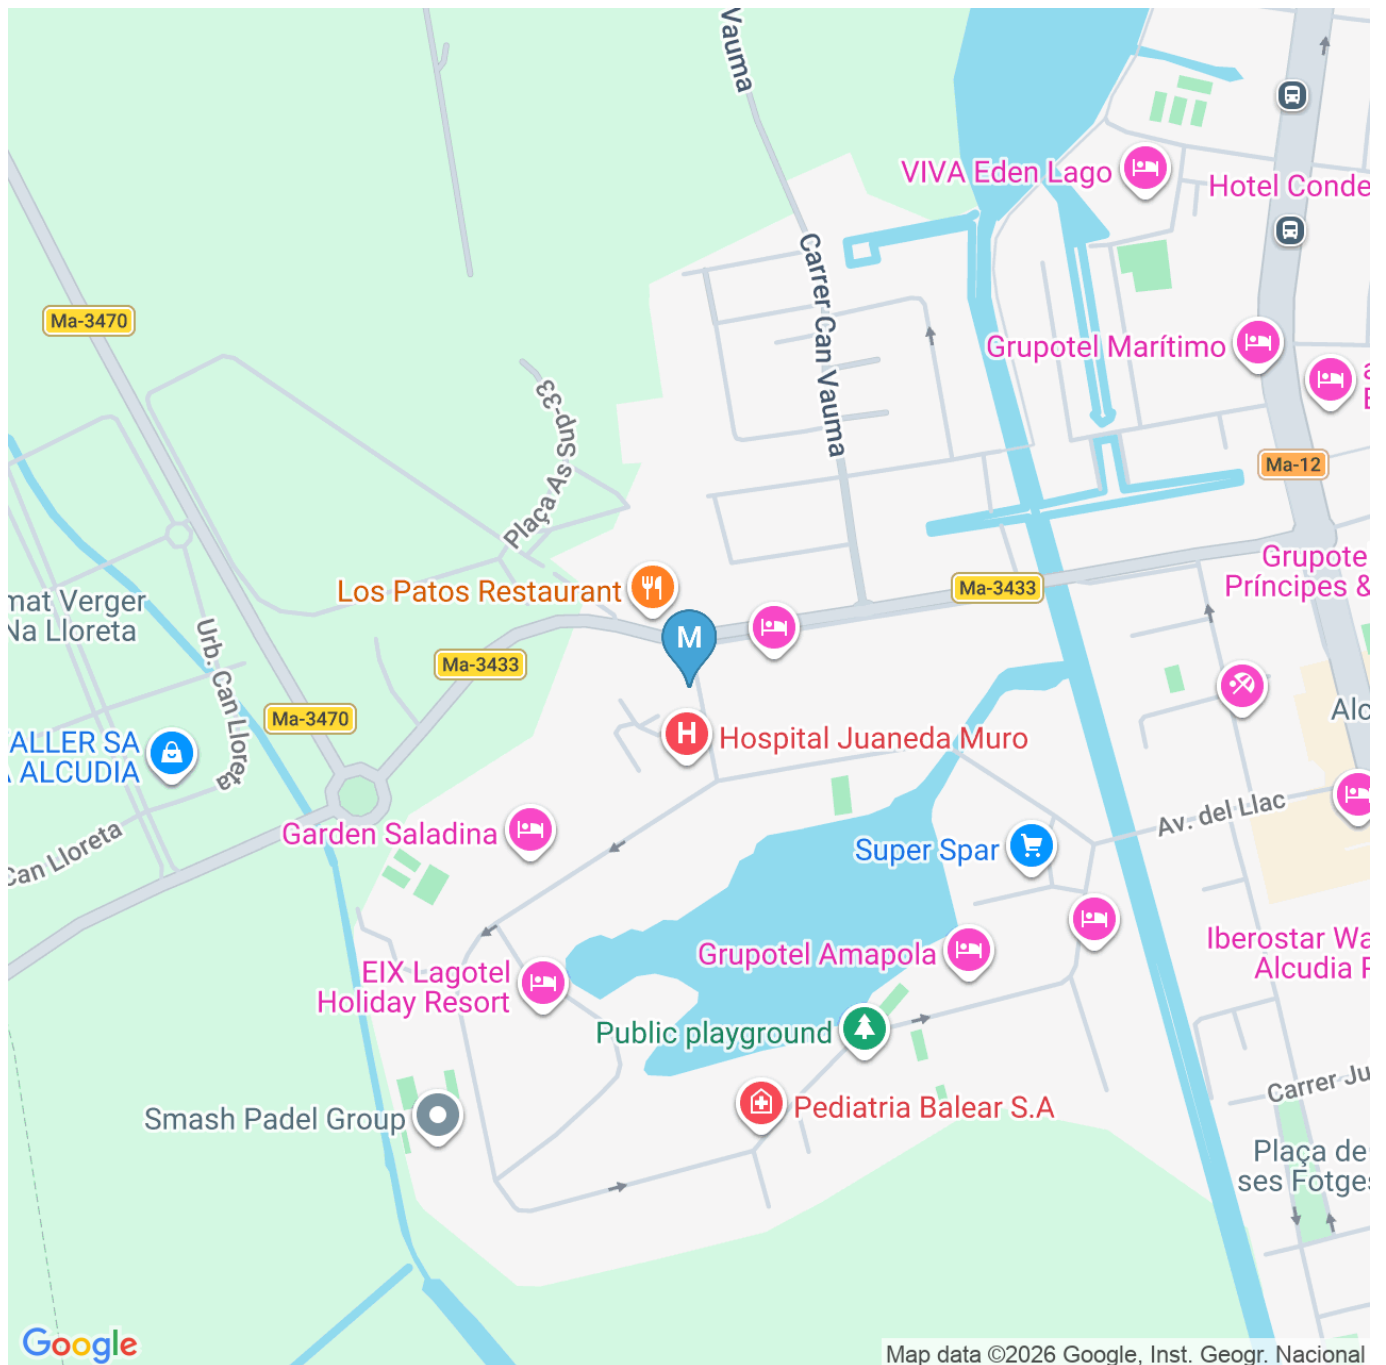 Vauma
VIVA Eden Lago
Hotel Conde
Carrer Can Vauma
Ma-3470
Grupotel Marítimo
Plaça As Sup-33
Ma-12
Grupote
Príncipes &
Los Patos Restaurant
Ma-3433
mat Verger
Na Lloreta
M
Urb. Can Lloreta
Ma-3433
Ma-3470
Alc
ALLER SA
ALCUDIA
H
Hospital Juaneda Muro
Can Lloreta
Garden Saladina
Av. del Llac
Super Spar
Iberostar Wa
Alcudia P
Grupotel Amapola
EIX Lagotel
Holiday Resort
Public playground
Carrer Ju
Smash Padel Group
Pediatria Balear S.A
Plaça de
ses Fotges
Google
Map data ©2026 Google, Inst. Geogr. Nacional